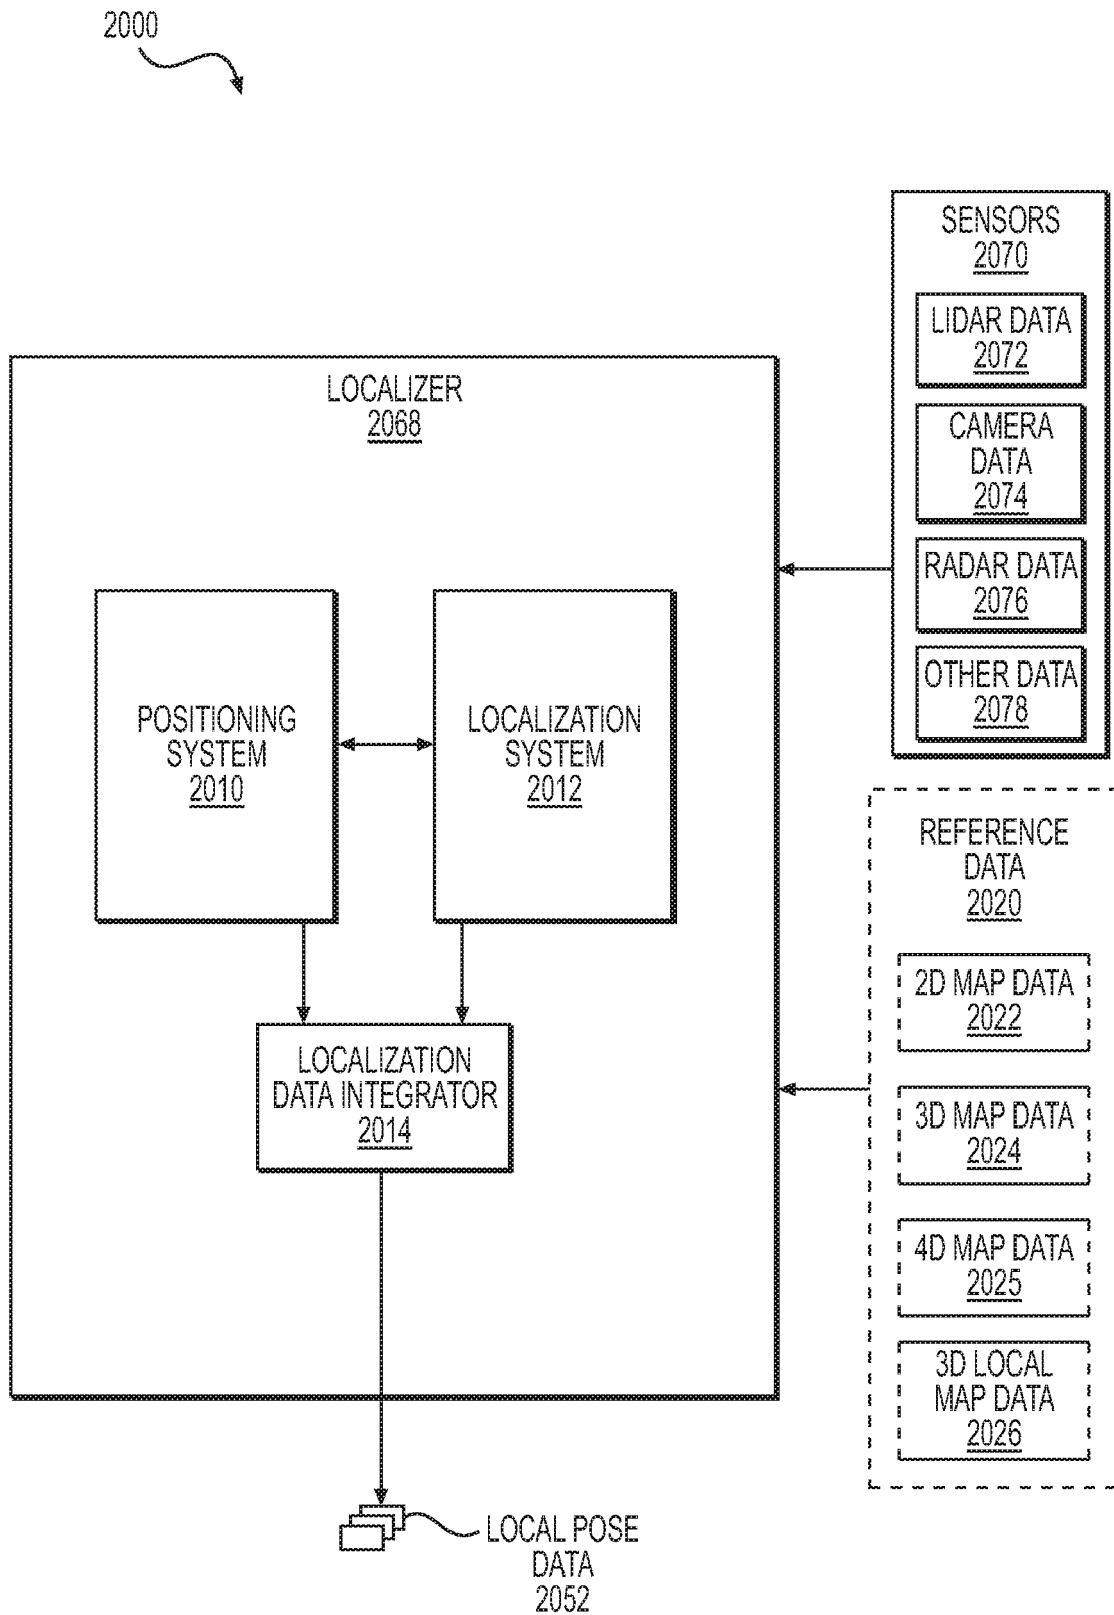 2000
SENSORS
2070
LIDAR DATA
2072
CAMERA
DATA
2074
RADAR DATA
2076
OTHER DATA
2078
LOCALIZER
2068
POSITIONING
SYSTEM
2010
LOCALIZATION
SYSTEM
2012
LOCALIZATION
DATA INTEGRATOR
2014
REFERENCE
DATA
2020
2D MAP DATA
2022
3D MAP DATA
2024
4D MAP DATA
2025
3D LOCAL
MAP DATA
2026
LOCAL POSE
DATA
2052